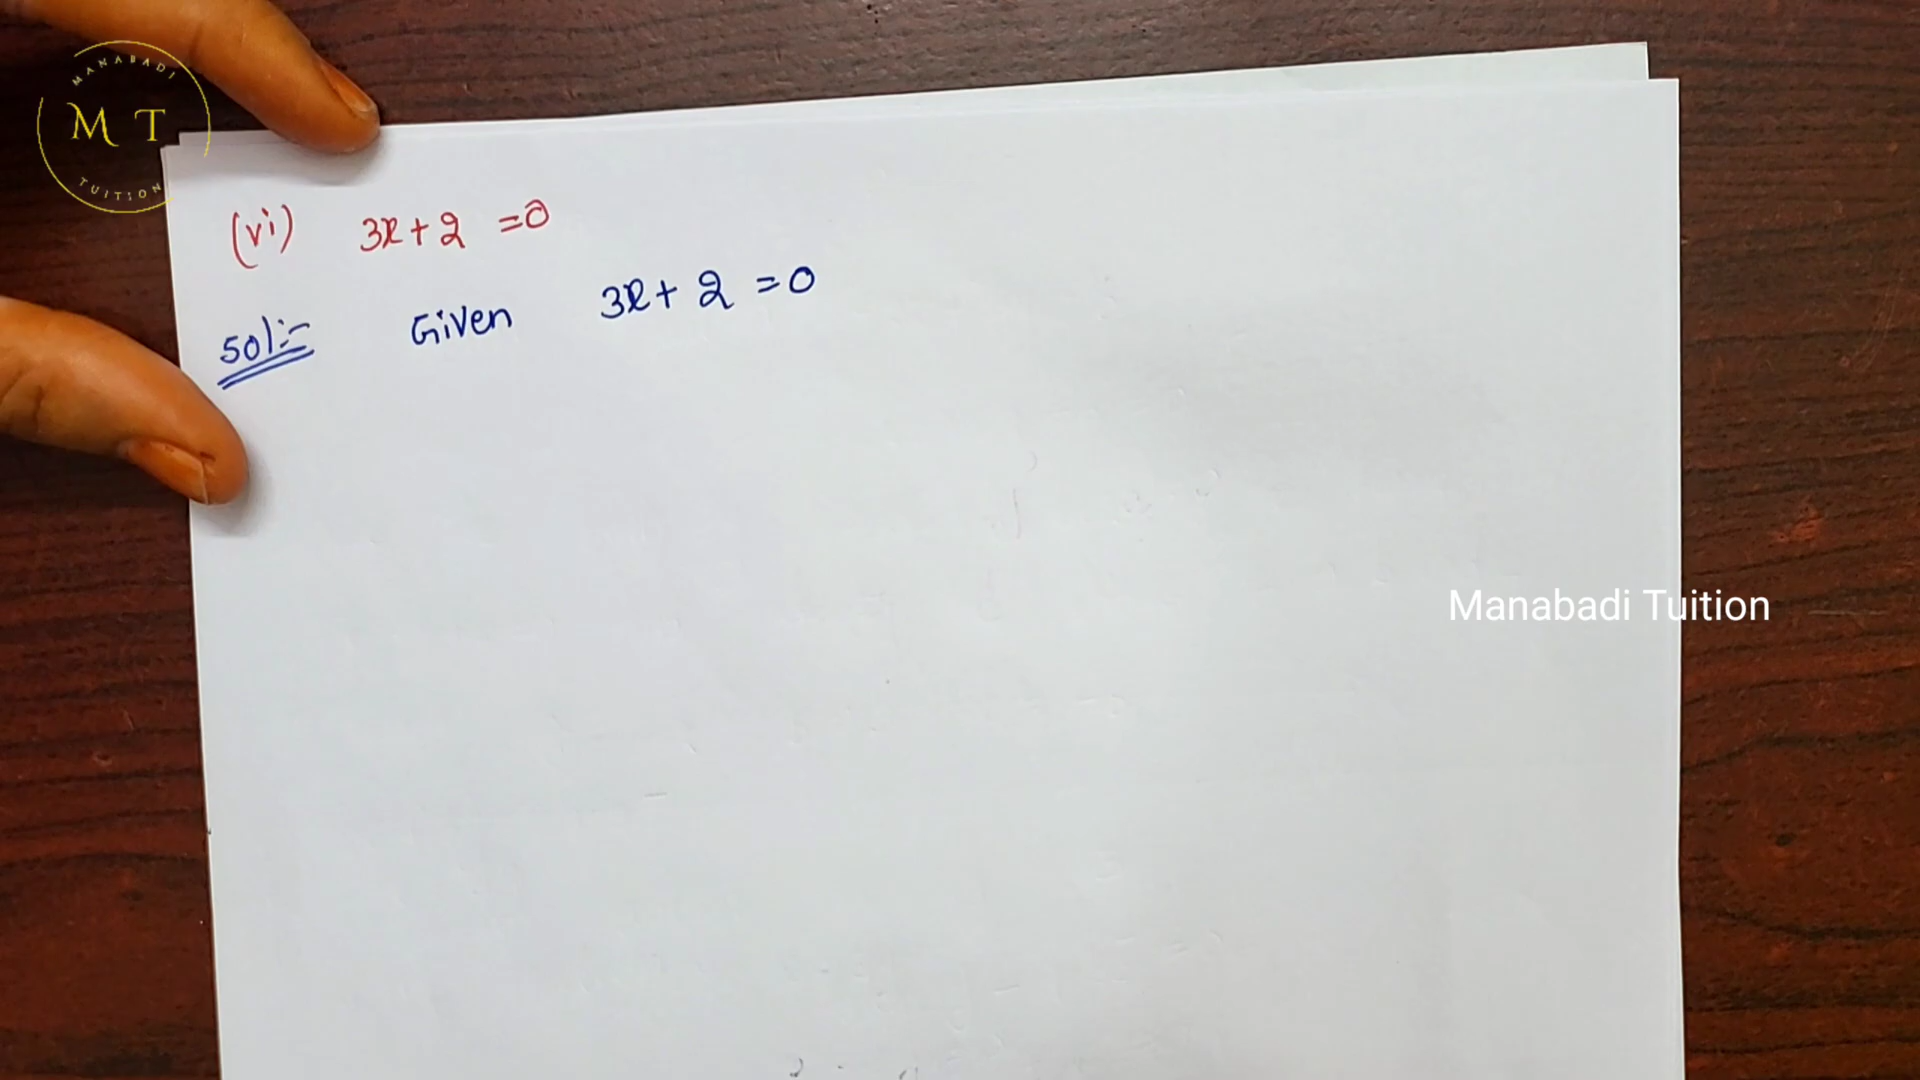 MANABADI
M T
TUITION
(vi) 3x+2 =0
Sol:- Given 3x+2 =0
Manabadi Tuition